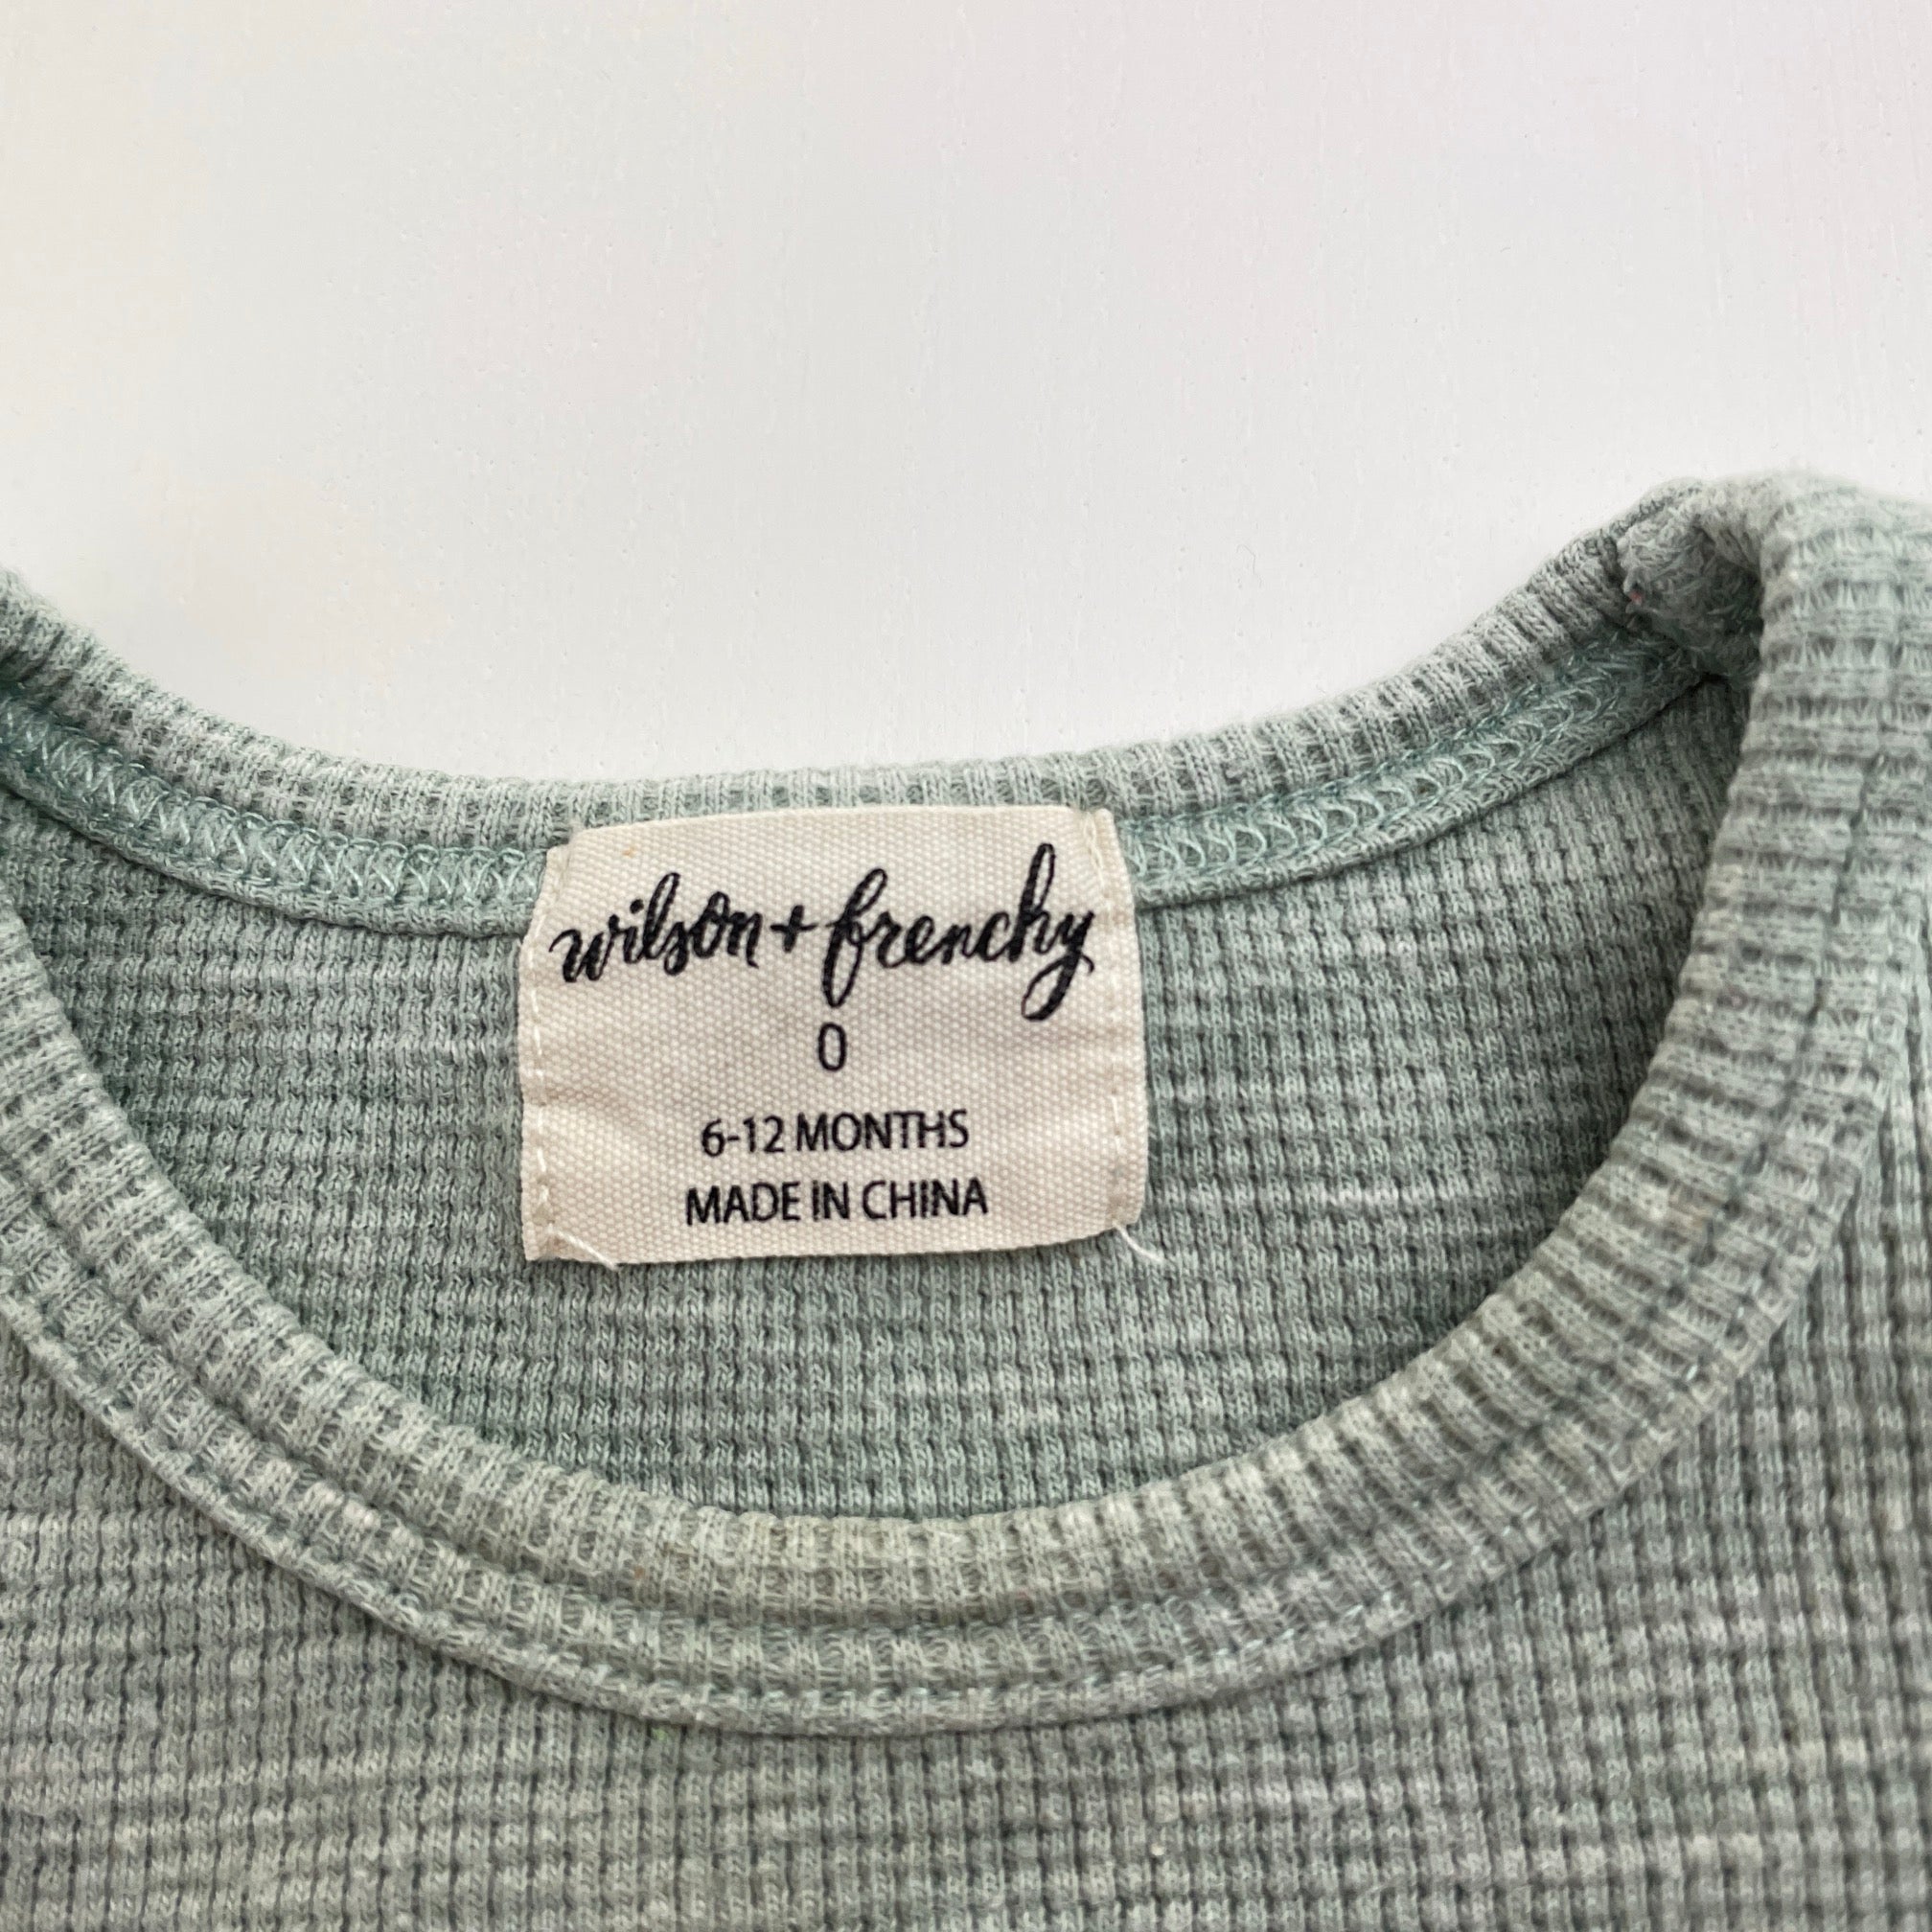 wilson + frenchy
0
6-12 MONTHS
MADE IN CHINA